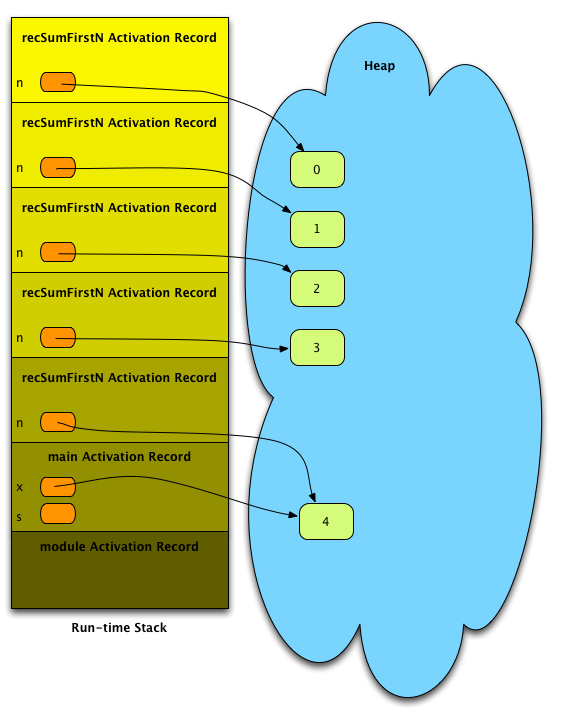 recSumFirstN Activation Record
n
recSumFirstN Activation Record
n
recSumFirstN Activation Record
n
recSumFirstN Activation Record
n
recSumFirstN Activation Record
n
main Activation Record
x
s
module Activation Record
Run-time Stack
Heap
0
1
2
3
4